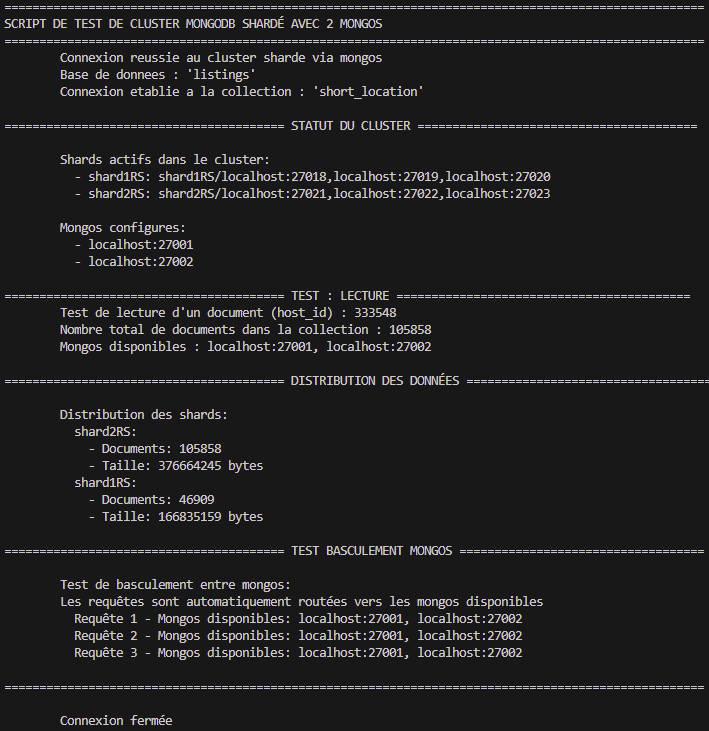 ====================================================================================================
SCRIPT DE TEST DE CLUSTER MONGODB SHARDÉ AVEC 2 MONGOS
====================================================================================================
Connexion reussie au cluster sharde via mongos
Base de donnees : 'listings'
Connexion etablie a la collection : 'short_location'
======================================== STATUT DU CLUSTER ========================================
Shards actifs dans le cluster:
- shard1RS: shard1RS/localhost:27018,localhost:27019,localhost:27020
- shard2RS: shard2RS/localhost:27021,localhost:27022,localhost:27023
Mongos configures:
- localhost:27001
- localhost:27002
======================================== TEST : LECTURE ==========================================
Test de lecture d'un document (host_id) : 333548
Nombre total de documents dans la collection : 105858
Mongos disponibles : localhost:27001, localhost:27002
======================================== DISTRIBUTION DES DONNÉES ===================================
Distribution des shards:
shard2RS:
- Documents: 105858
- Taille: 376664245 bytes
shard1RS:
- Documents: 46909
- Taille: 166835159 bytes
======================================== TEST BASCULEMENT MONGOS ===================================
Test de basculement entre mongos:
Les requêtes sont automatiquement routées vers les mongos disponibles
Requête 1 - Mongos disponibles: localhost:27001, localhost:27002
Requête 2 - Mongos disponibles: localhost:27001, localhost:27002
Requête 3 - Mongos disponibles: localhost:27001, localhost:27002
====================================================================================================
Connexion fermée